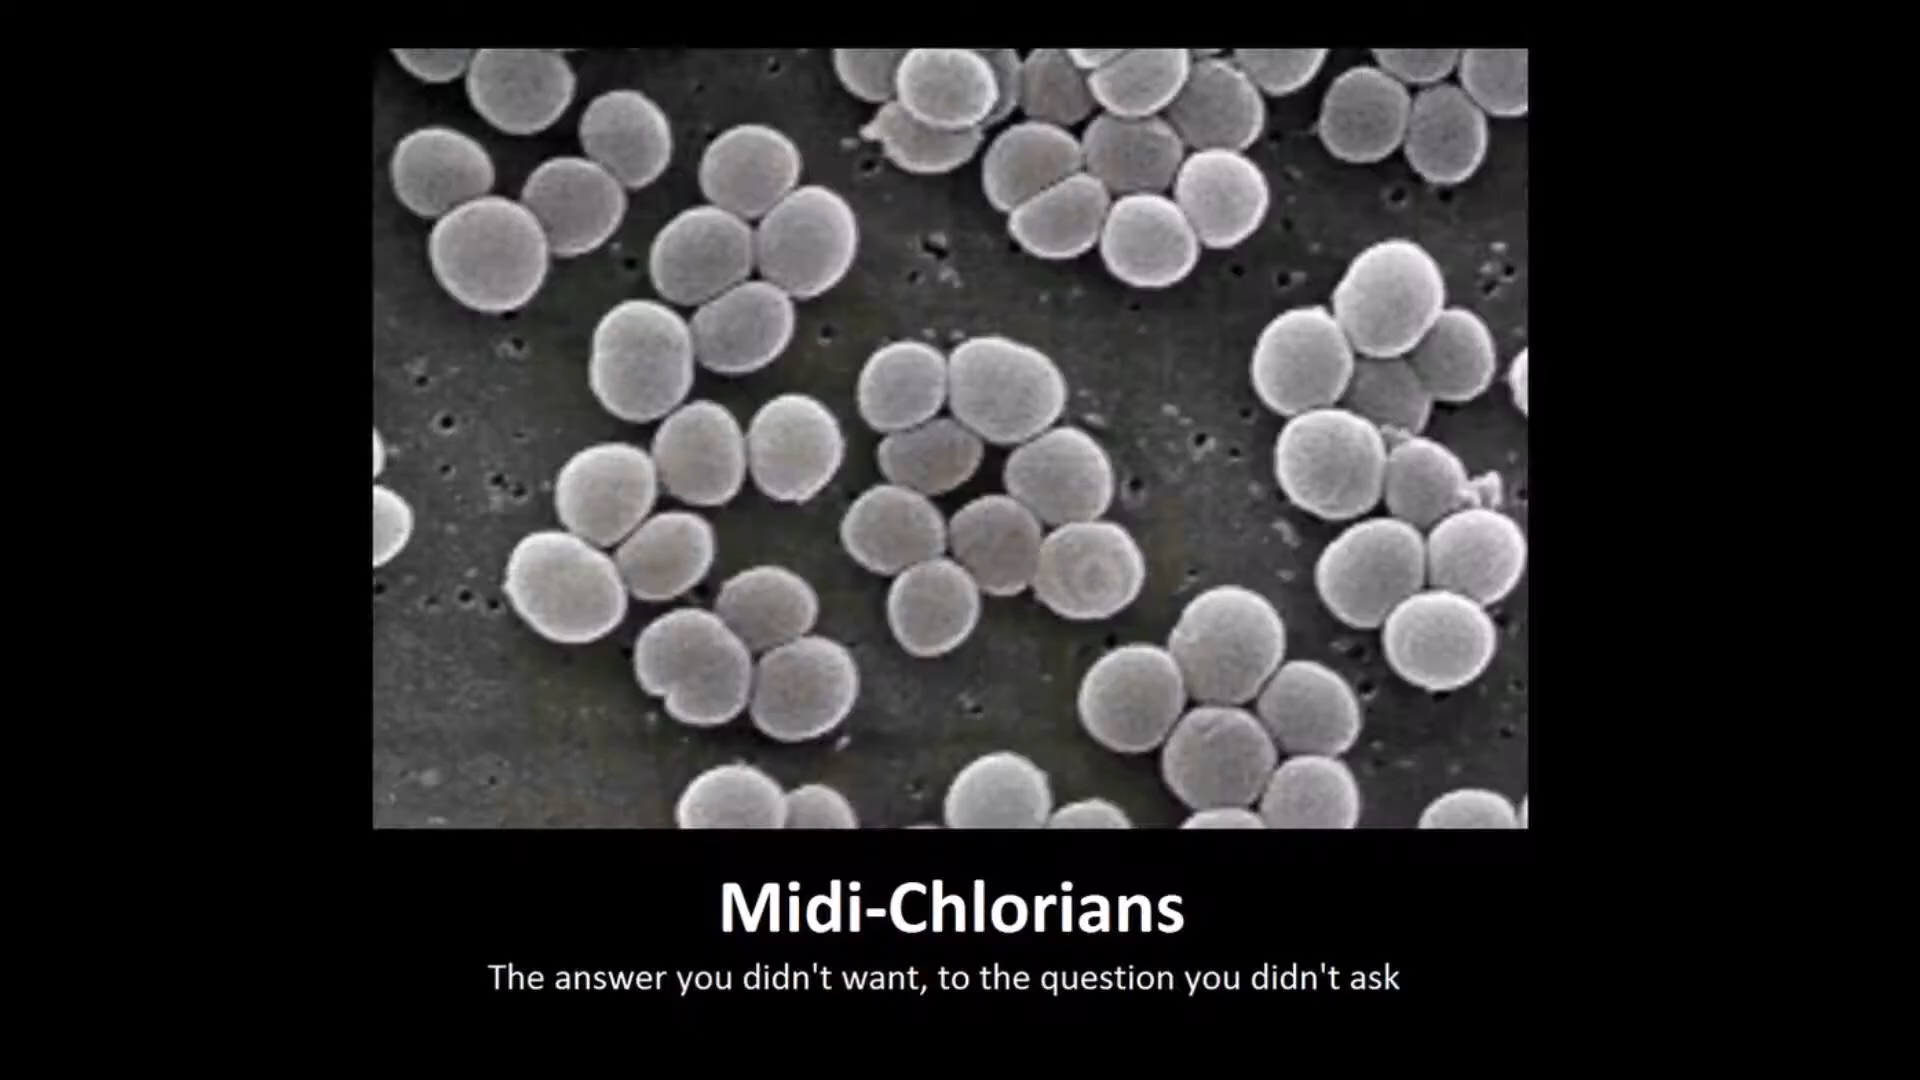 Midi-Chlorians
The answer you didn't want, to the question you didn't ask